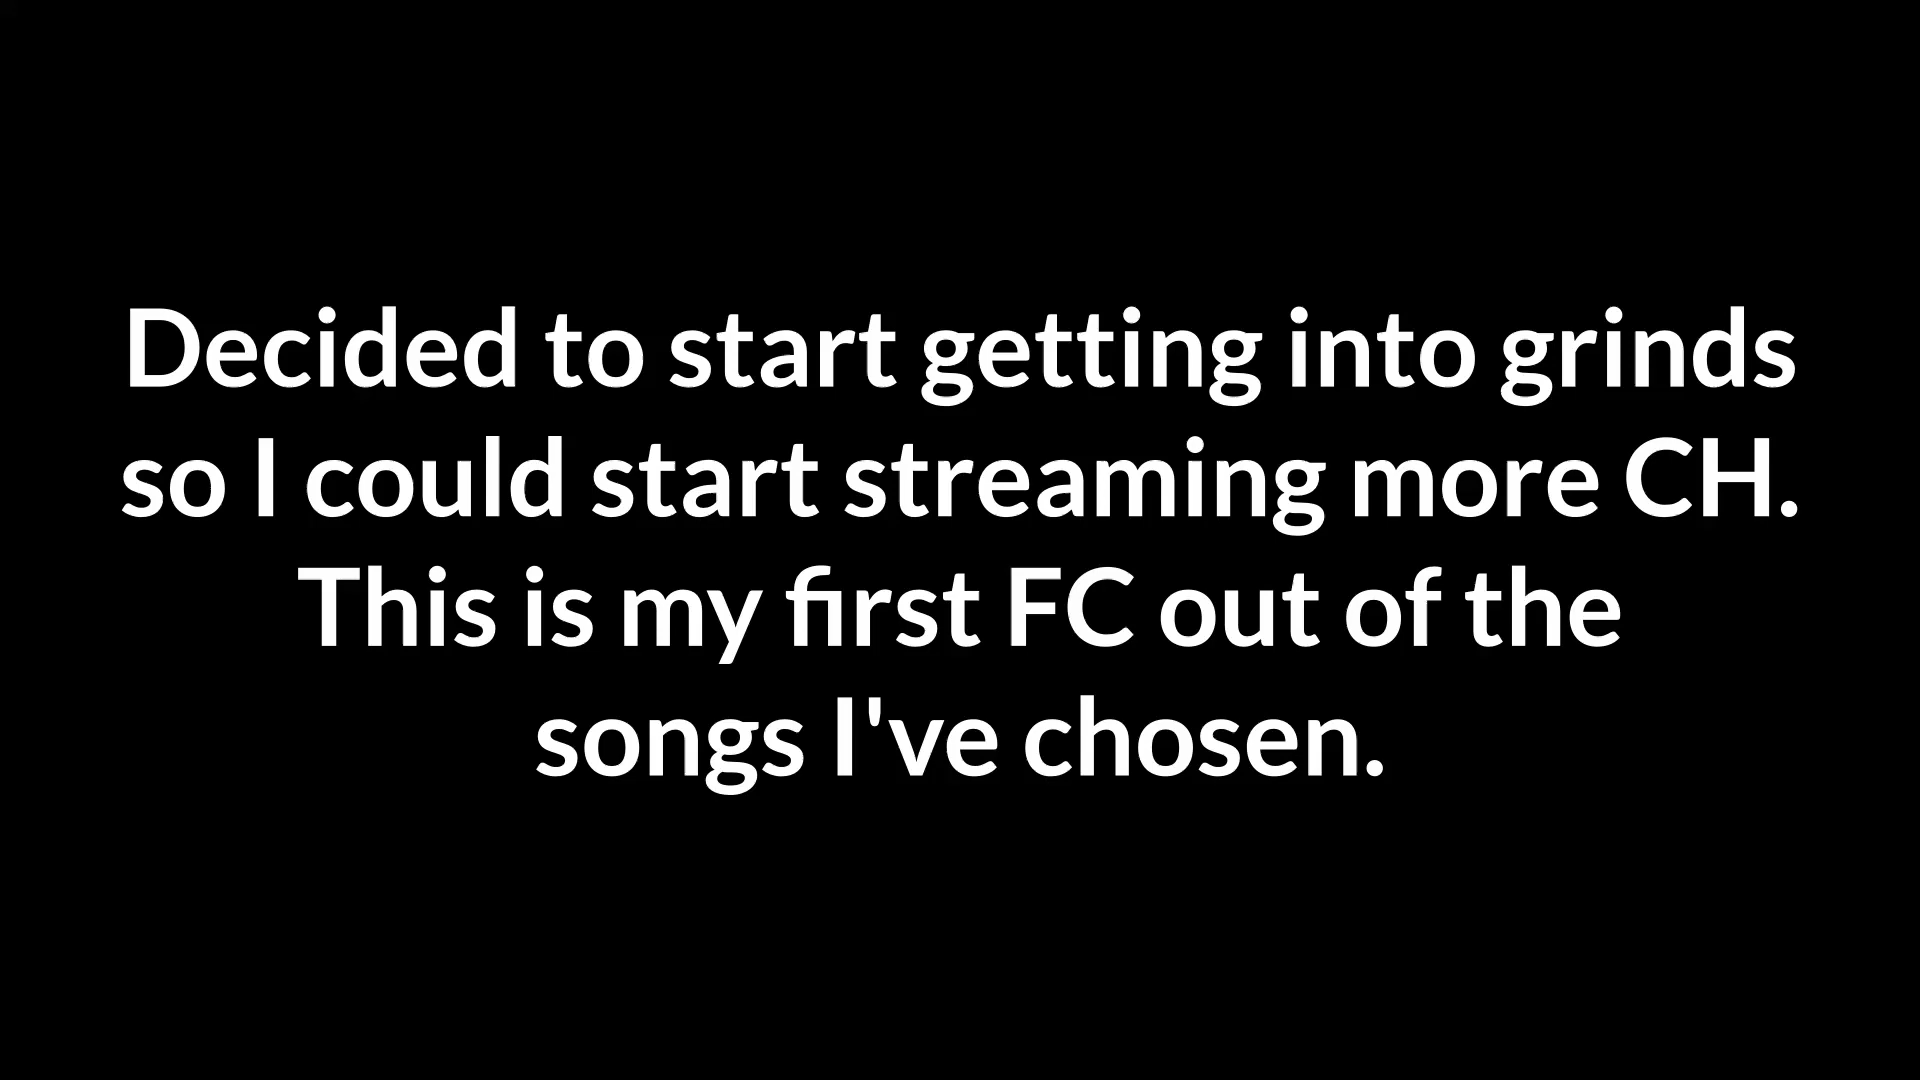 Decided to start getting into grinds
so I could start streaming more CH.
This is my first FC out of the
songs I've chosen.